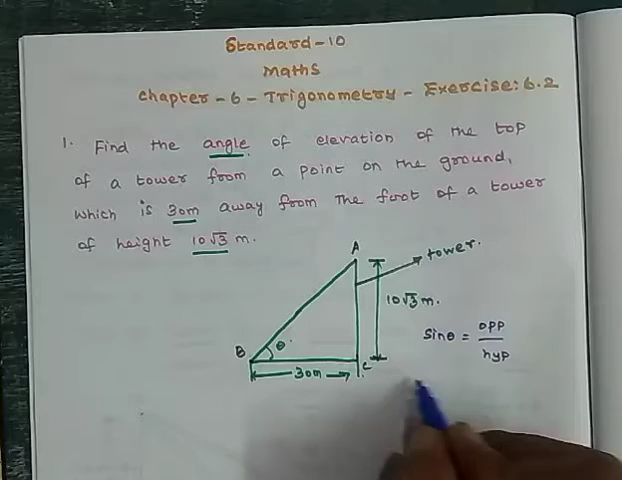 Standard-10
Maths
Chapter-6-Trigonometry-Exercise:6.2
1. Find the angle of elevation of the top
of a tower from a point on the ground,
which is 30m away from the foot of a tower
of height 10√3 m.
A
tower.
10√3 m.
Sinθ = opp/hyp
B
θ
C
30m